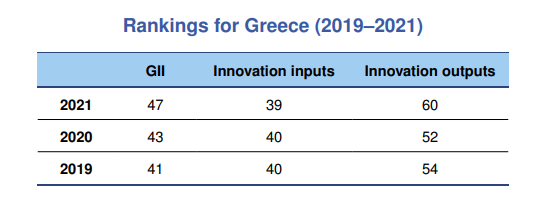 Rankings for Greece (2019–2021)
GII Innovation inputs Innovation outputs
2021 47 39 60
2020 43 40 52
2019 41 40 54